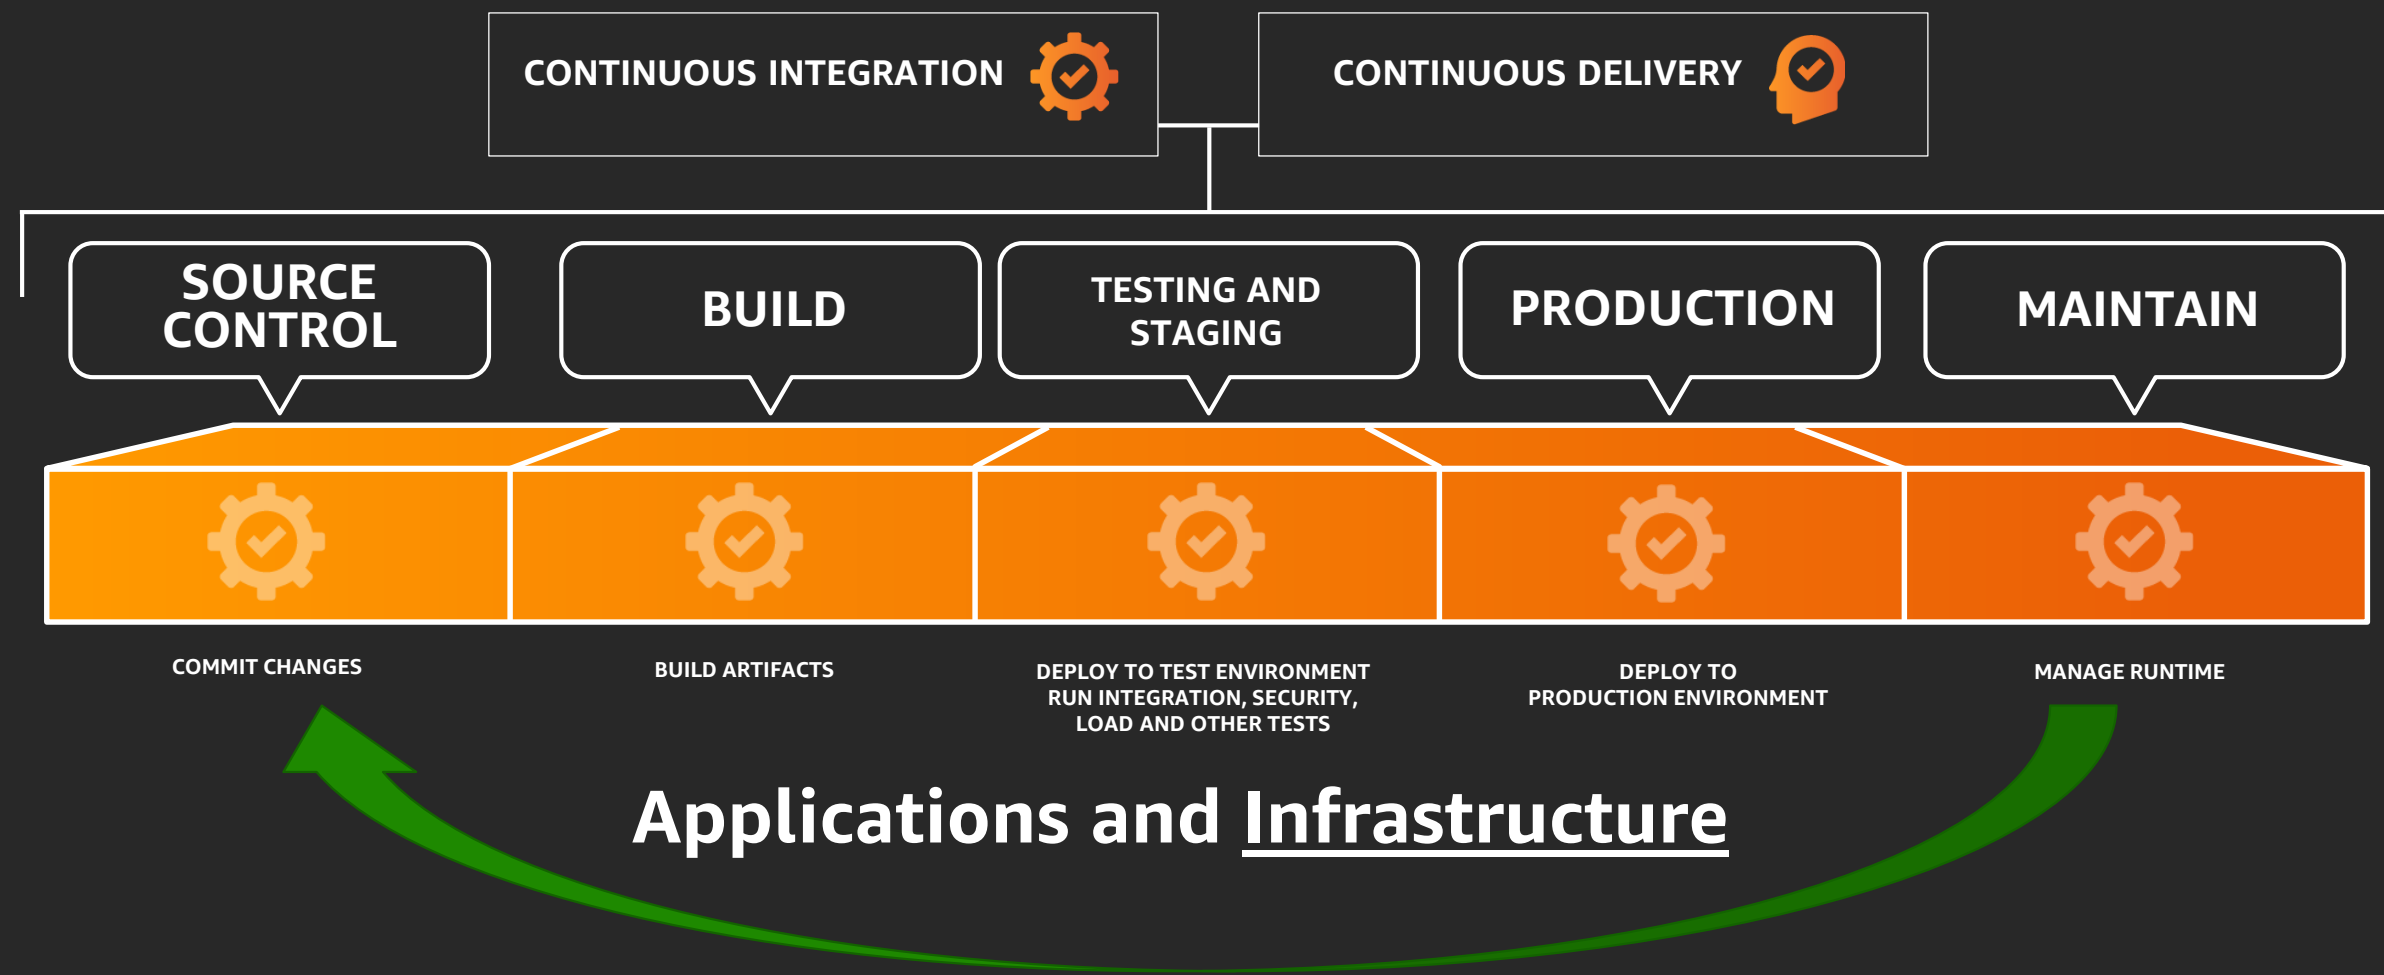 CONTINUOUS INTEGRATION
CONTINUOUS DELIVERY
SOURCE
CONTROL
BUILD
TESTING AND
STAGING
PRODUCTION
MAINTAIN
COMMIT CHANGES
BUILD ARTIFACTS
DEPLOY TO TEST ENVIRONMENT
RUN INTEGRATION, SECURITY,
LOAD AND OTHER TESTS
DEPLOY TO
PRODUCTION ENVIRONMENT
MANAGE RUNTIME
Applications and Infrastructure